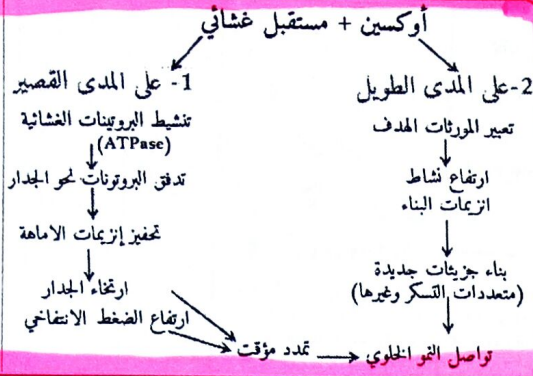 أوكسين + مستقبل غشائي
1- على المدى القصير
تنشيط البروتينات الغشائية
(ATPase)
تدفق البروتونات نحو الجدار
تحفيز إنزيمات الاماهة
ارتخاء الجدار
ارتفاع الضغط الانتفاخي
تمدد مؤقت
2-على المدى الطويل
تعبير المورثات الهدف
ارتفاع نشاط
انزيمات البناء
بناء جزيئات جديدة
(متعددات التسكر وغيرها)
تواصل النمو الخلوي